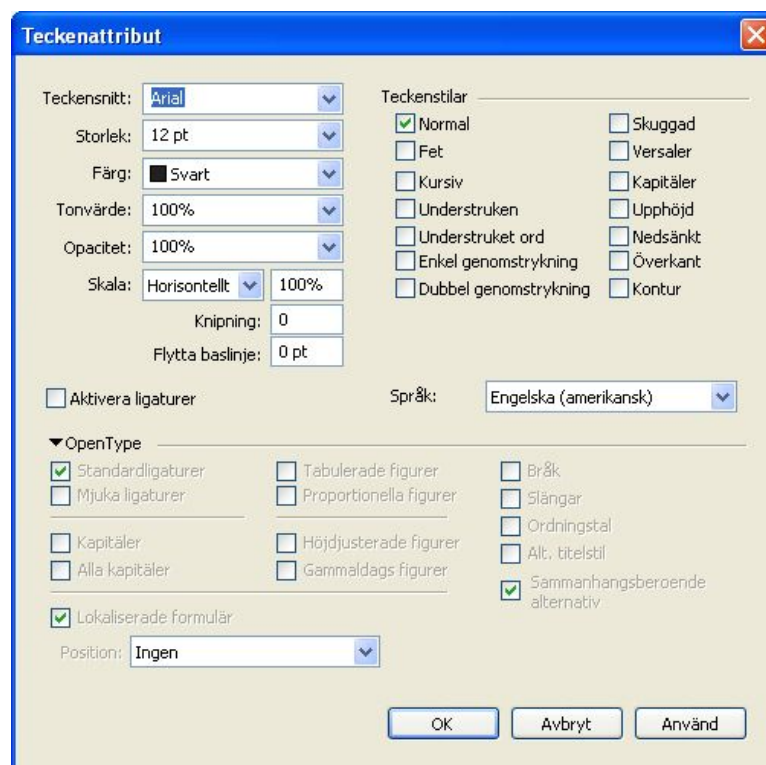 Teckenattribut
Teckensnitt: Arial
Storlek: 12 pt
Färg: Svart
Tonvärde: 100%
Opacitet: 100%
Skala: Horisontellt 100%
Knipning: 0
Flytta baslinje: 0 pt
Teckenstilar
Normal
Fet
Kursiv
Understruken
Understruket ord
Enkel genomstrykning
Dubbel genomstrykning
Skuggad
Versaler
Kapitäler
Upphöjd
Nedsänkt
Överkant
Kontur
Aktivera ligaturer
Språk: Engelska (amerikansk)
OpenType
Standardligaturer
Mjuka ligaturer
Kapitäler
Alla kapitäler
Tabulerade figurer
Proportionella figurer
Höjdjusterade figurer
Gammaldags figurer
Bråk
Slängar
Ordningstal
Alt. titelstil
Sammanhangsberoende
alternativ
Lokaliserade formulär
Position: Ingen
OK
Avbryt
Använd